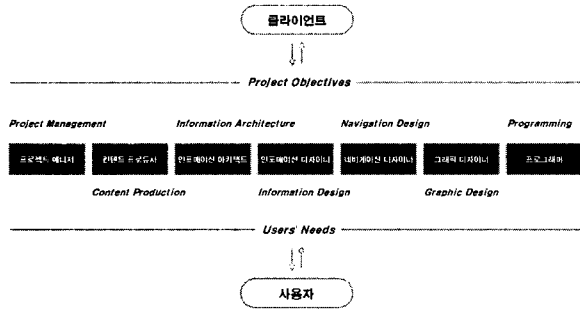 클라이언트
Project Objectives
Project Management
Information Architecture
Navigation Design
Programming
프로젝트 매니저
컨텐트 프로듀서
인포메이션 아키텍트
인포메이션 디자이너
네비게이션 디자이너
그래픽 디자이너
프로그래머
Content Production
Information Design
Graphic Design
Users' Needs
사용자